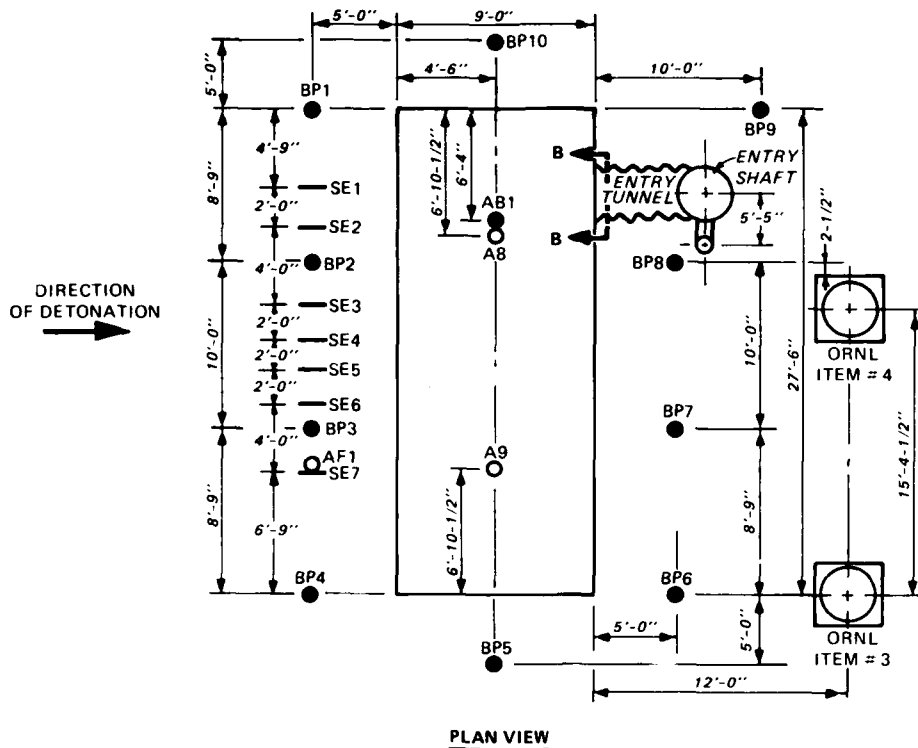 5'-0"
9'-0"
BP10
5'-0"
4'-6"
10'-0"
BP1
BP9
4'-9"
8'-9"
6'-10-1/2"
6'-4"
B
ENTRY
SHAFT
ENTRY
TUNNEL
SE1
2'-0"
SE2
AB1
A8
B
5'-5"
2-1/2"
4'-0"
BP2
BP8
DIRECTION
OF DETONATION
SE3
2'-0"
SE4
2'-0"
SE5
2'-0"
SE6
10'-0"
10'-0"
27'-6"
ORNL
ITEM # 4
15'-4-1/2"
BP3
BP7
4'-0"
AF1
SE7
A9
8'-9"
6'-9"
6'-10-1/2"
8'-9"
BP4
BP6
BP5
5'-0"
5'-0"
ORNL
ITEM # 3
12'-0"
PLAN VIEW